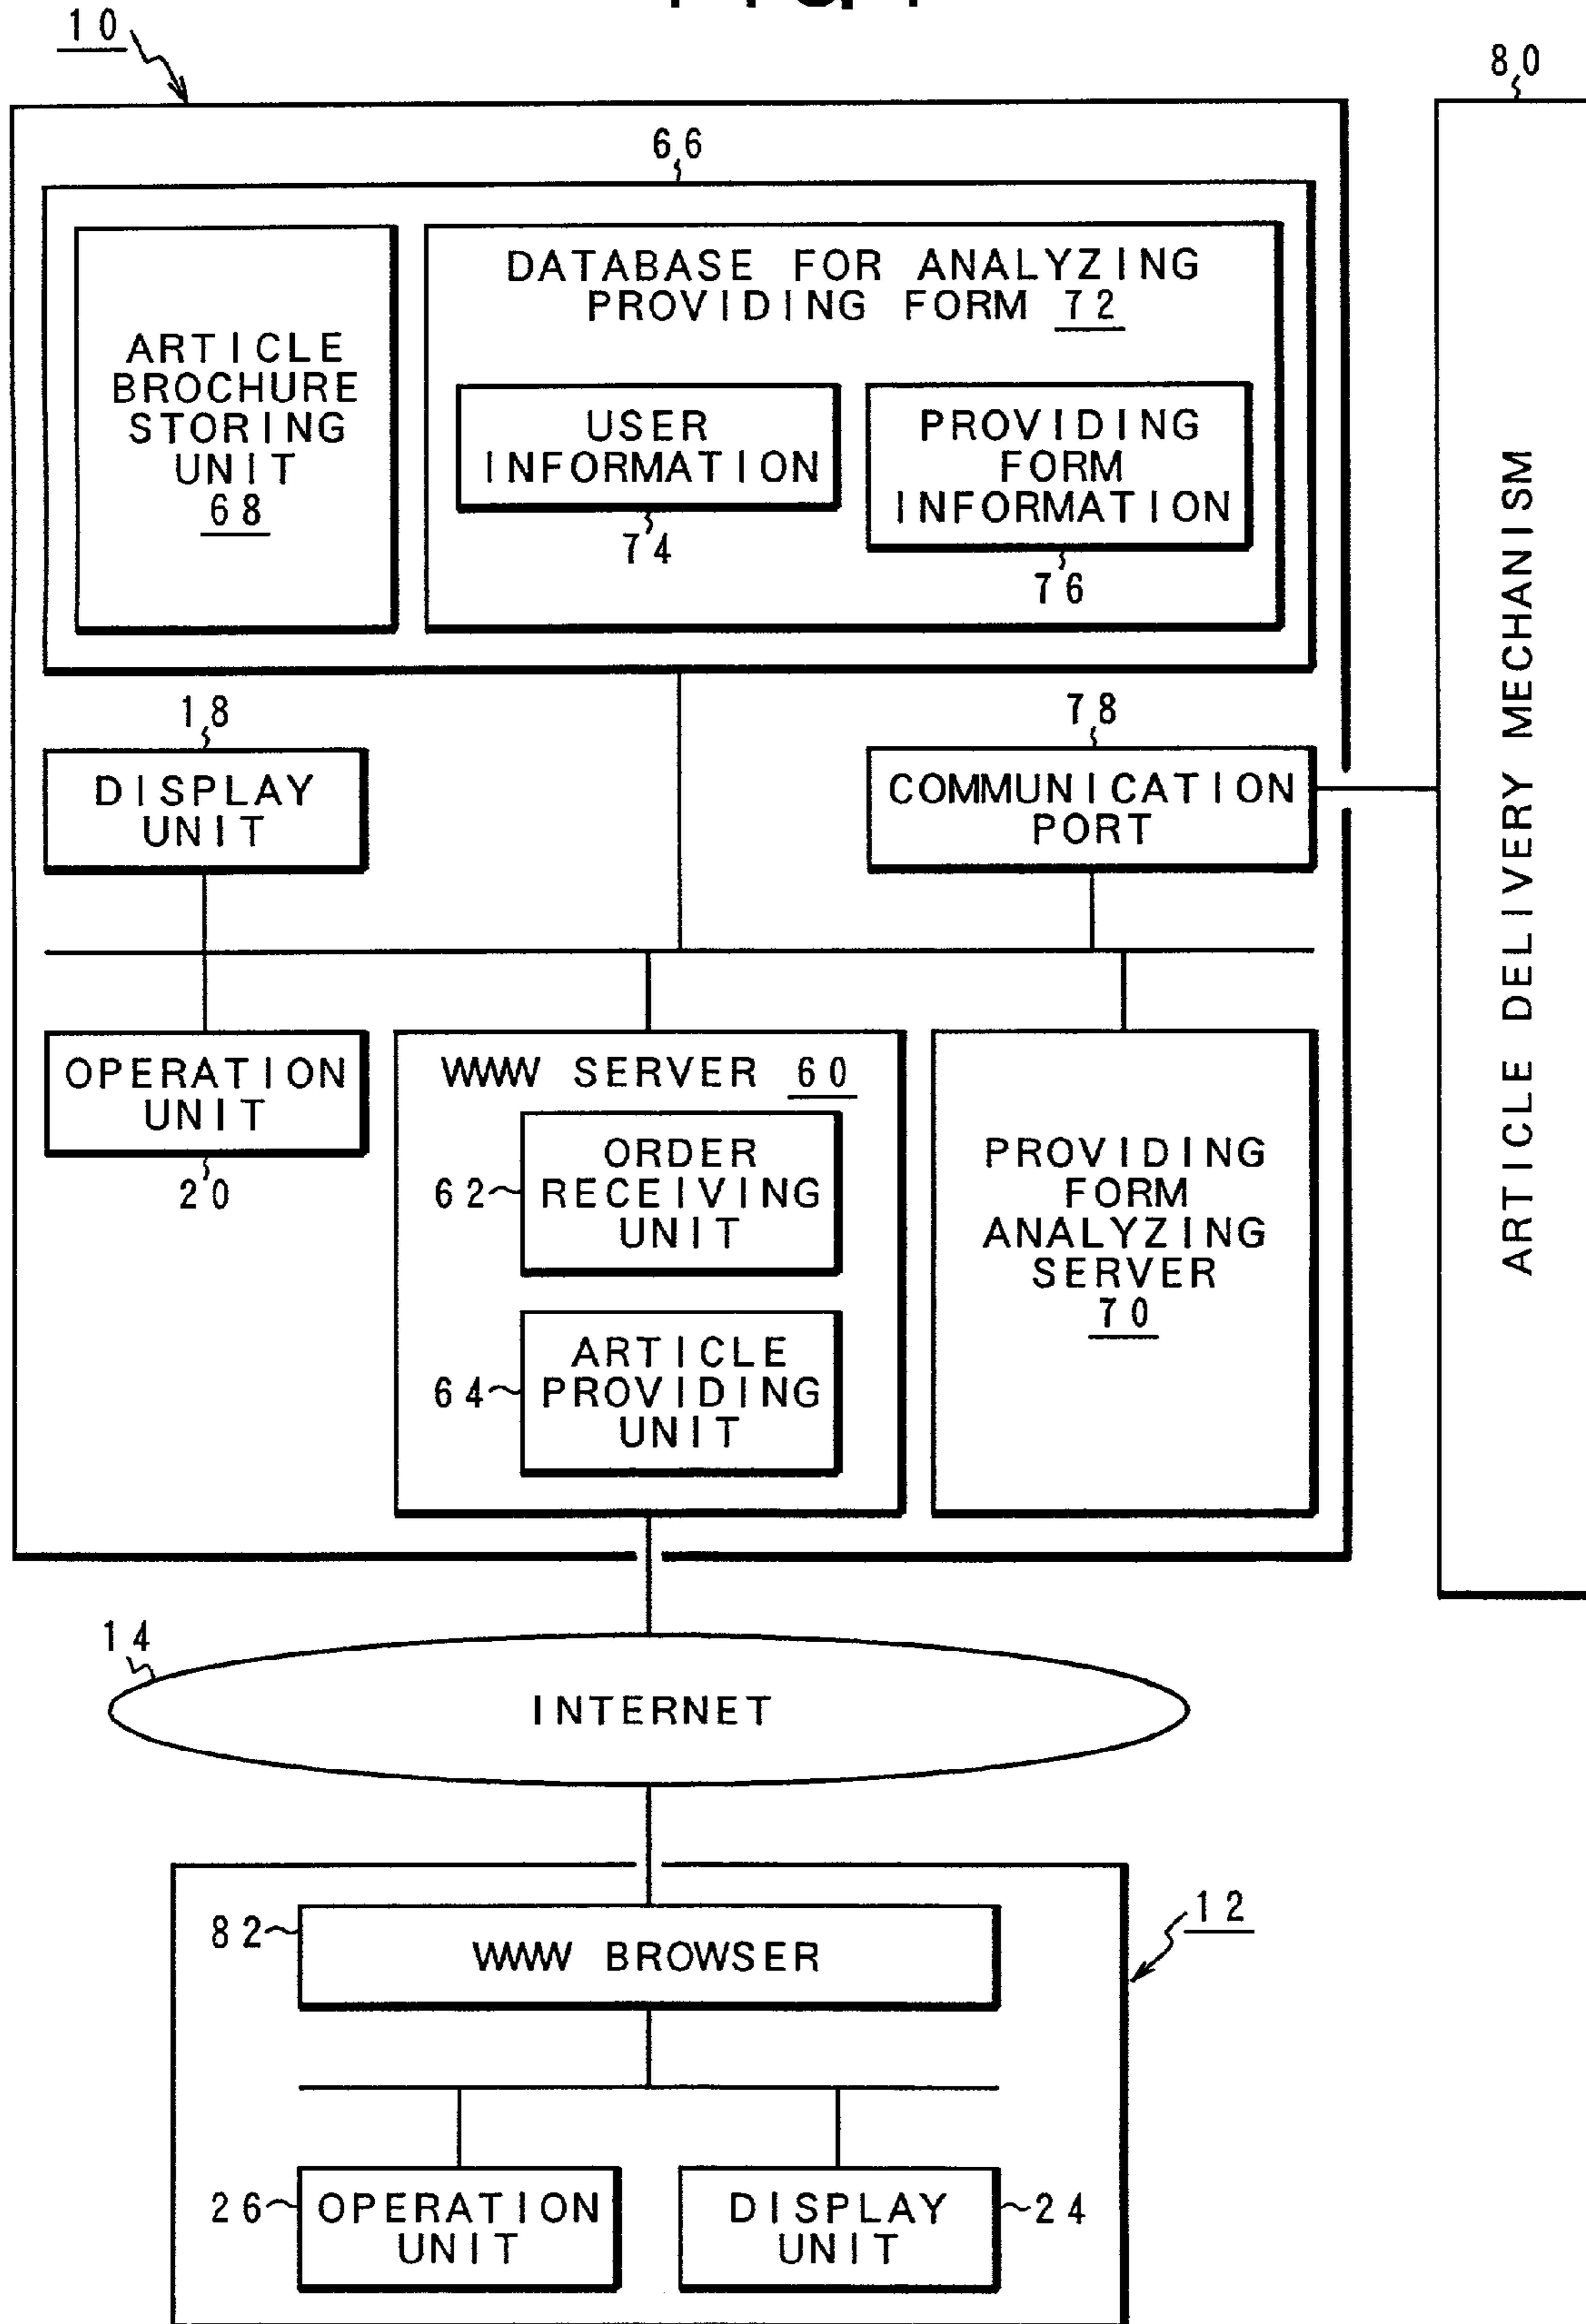 10
80
66
DATABASE FOR ANALYZING
PROVIDING FORM 72
ARTICLE
BROCHURE
STORING
UNIT
68
USER
INFORMATION
74
PROVIDING
FORM
INFORMATION
76
18
DISPLAY
UNIT
78
COMMUNICATION
PORT
ARTICLE DELIVERY MECHANISM
OPERATION
UNIT
20
WWW SERVER 60
62
ORDER
RECEIVING
UNIT
64
ARTICLE
PROVIDING
UNIT
PROVIDING
FORM
ANALYZING
SERVER
70
14
INTERNET
12
82
WWW BROWSER
26
OPERATION
UNIT
DISPLAY
UNIT
24